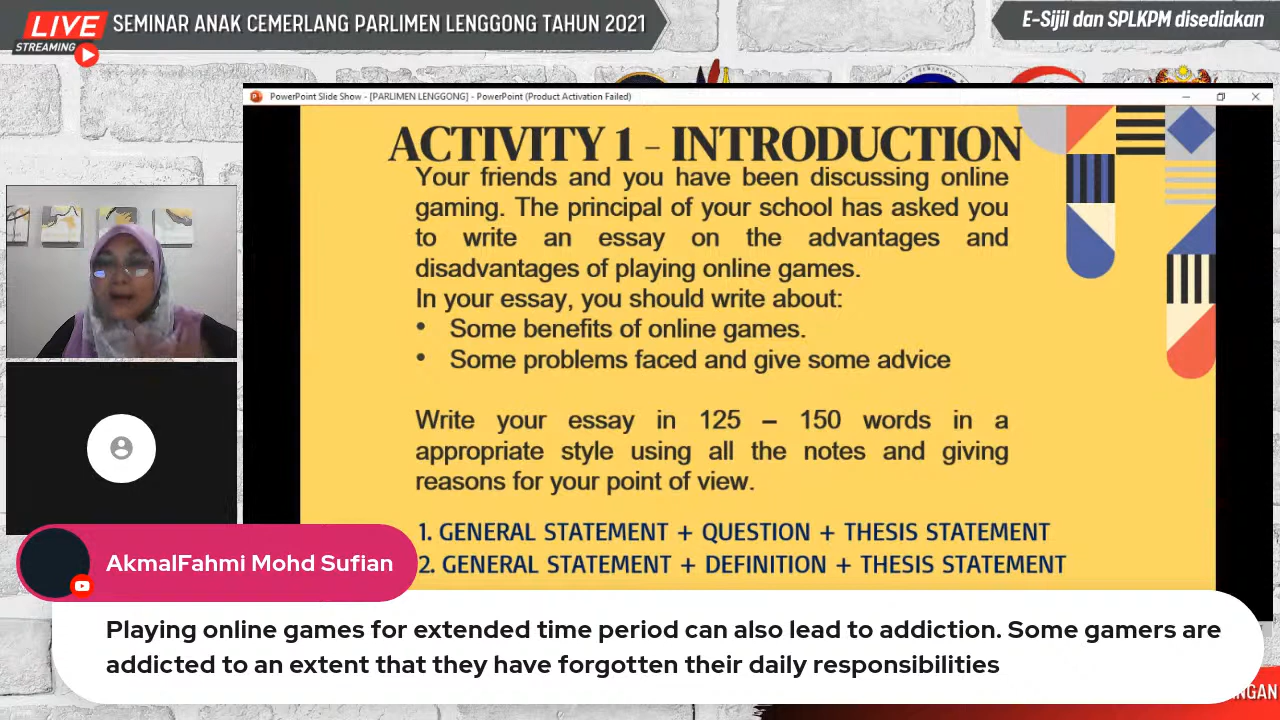 LIVE
STREAMING
SEMINAR ANAK CEMERLANG PARLIMEN LENGGONG TAHUN 2021
E-Sijil dan SPLKPM disediakan
PowerPoint Slide Show - [PARLIMEN LENGGONG] - PowerPoint (Product Activation Failed)
ACTIVITY 1 – INTRODUCTION
Your friends and you have been discussing online
gaming. The principal of your school has asked you
to write an essay on the advantages and
disadvantages of playing online games.
In your essay, you should write about:
• Some benefits of online games.
• Some problems faced and give some advice
Write your essay in 125 – 150 words in a
appropriate style using all the notes and giving
reasons for your point of view.
1. GENERAL STATEMENT + QUESTION + THESIS STATEMENT
2. GENERAL STATEMENT + DEFINITION + THESIS STATEMENT
AkmalFahmi Mohd Sufian
Playing online games for extended time period can also lead to addiction. Some gamers are
addicted to an extent that they have forgotten their daily responsibilities